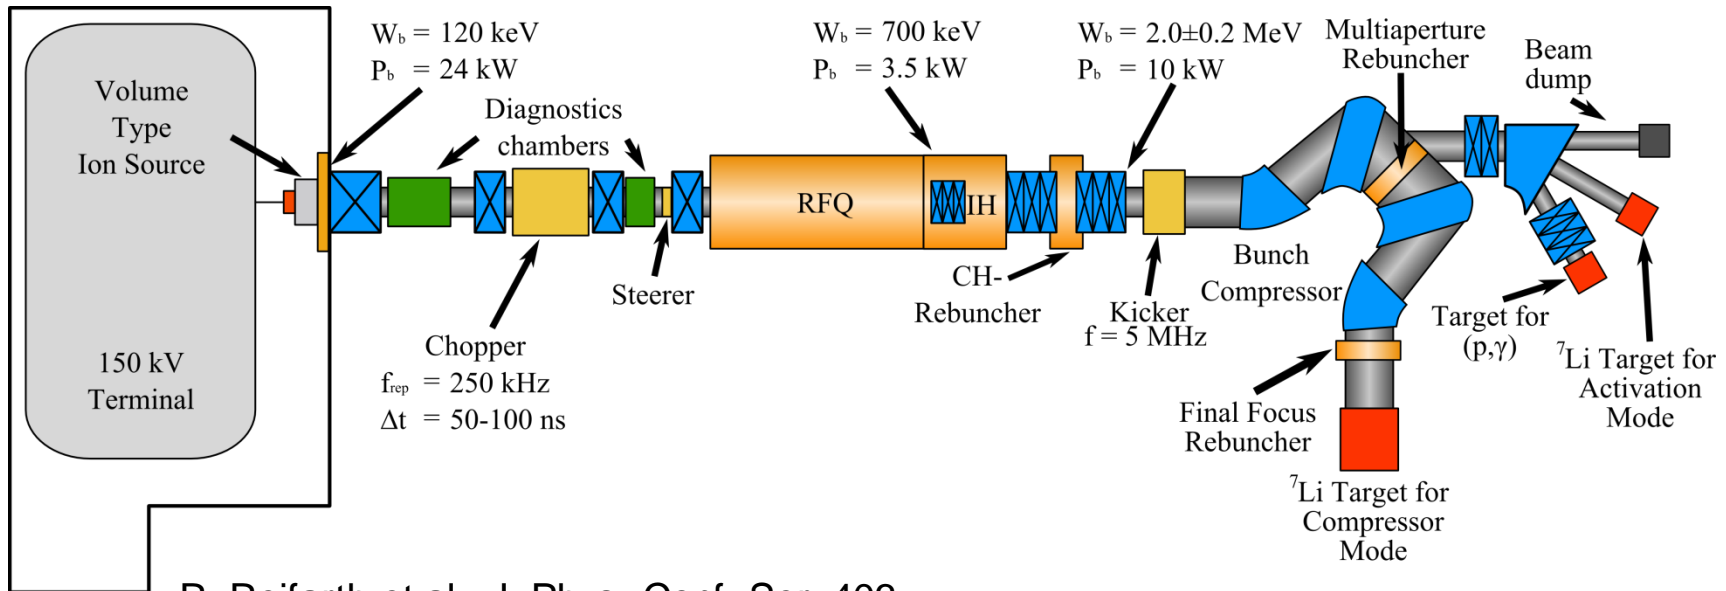 Volume
Type
Ion Source
150 kV
Terminal
Wb = 120 keV
Pb = 24 kW
Diagnostics
chambers
Chopper
frep = 250 kHz
Δt = 50-100 ns
Steerer
RFQ
Wb = 700 keV
Pb = 3.5 kW
IH
CH-
Rebuncher
Wb = 2.0±0.2 MeV
Pb = 10 kW
Kicker
f = 5 MHz
Bunch
Compressor
Multiaperture
Rebuncher
Beam
dump
Final Focus
Rebuncher
7Li Target for
Compressor
Mode
Target for
(p,γ)
7Li Target for
Activation
Mode